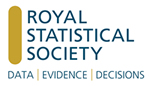 ROYAL
STATISTICAL
SOCIETY
DATA | EVIDENCE | DECISIONS